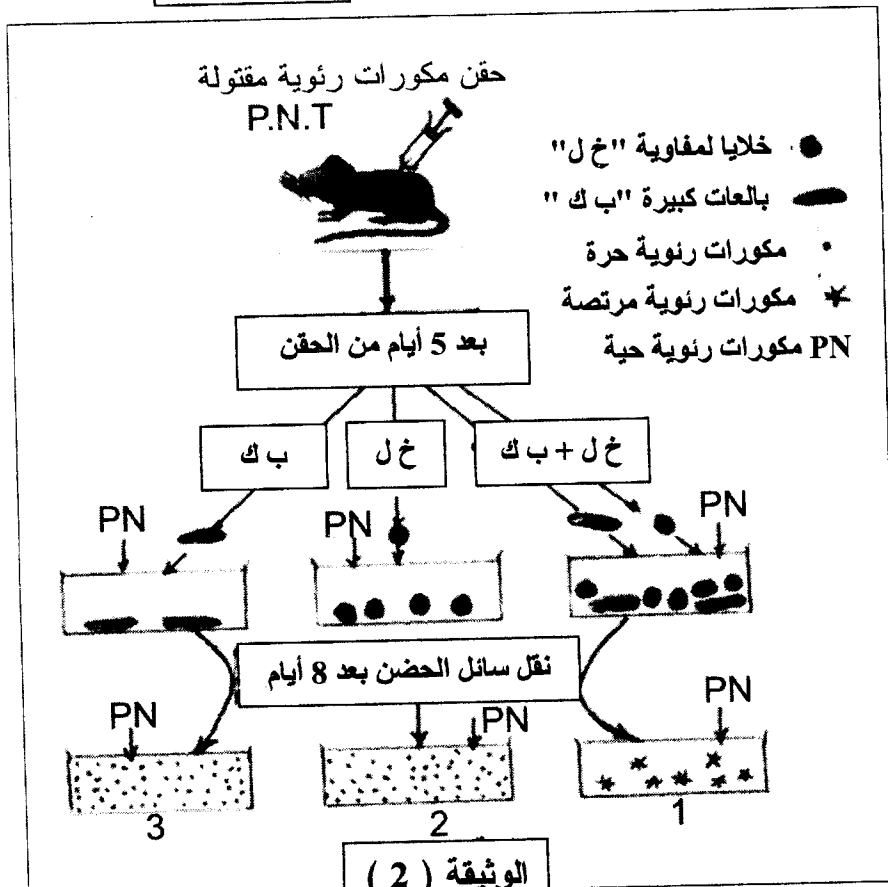 حقن مكورات رئوية مقتولة
P.N.T
خلايا لمفاوية "خ ل"
بالعات كبيرة "ب ك"
مكورات رئوية حرة
مكورات رئوية مرتصة
PN مكورات رئوية حية
بعد 5 أيام من الحقن
خ ل + ب ك
خ ل
ب ك
PN
PN
PN
نقل سائل الحضن بعد 8 أيام
PN
PN
PN
1
2
3
الوثيقة ( 2 )